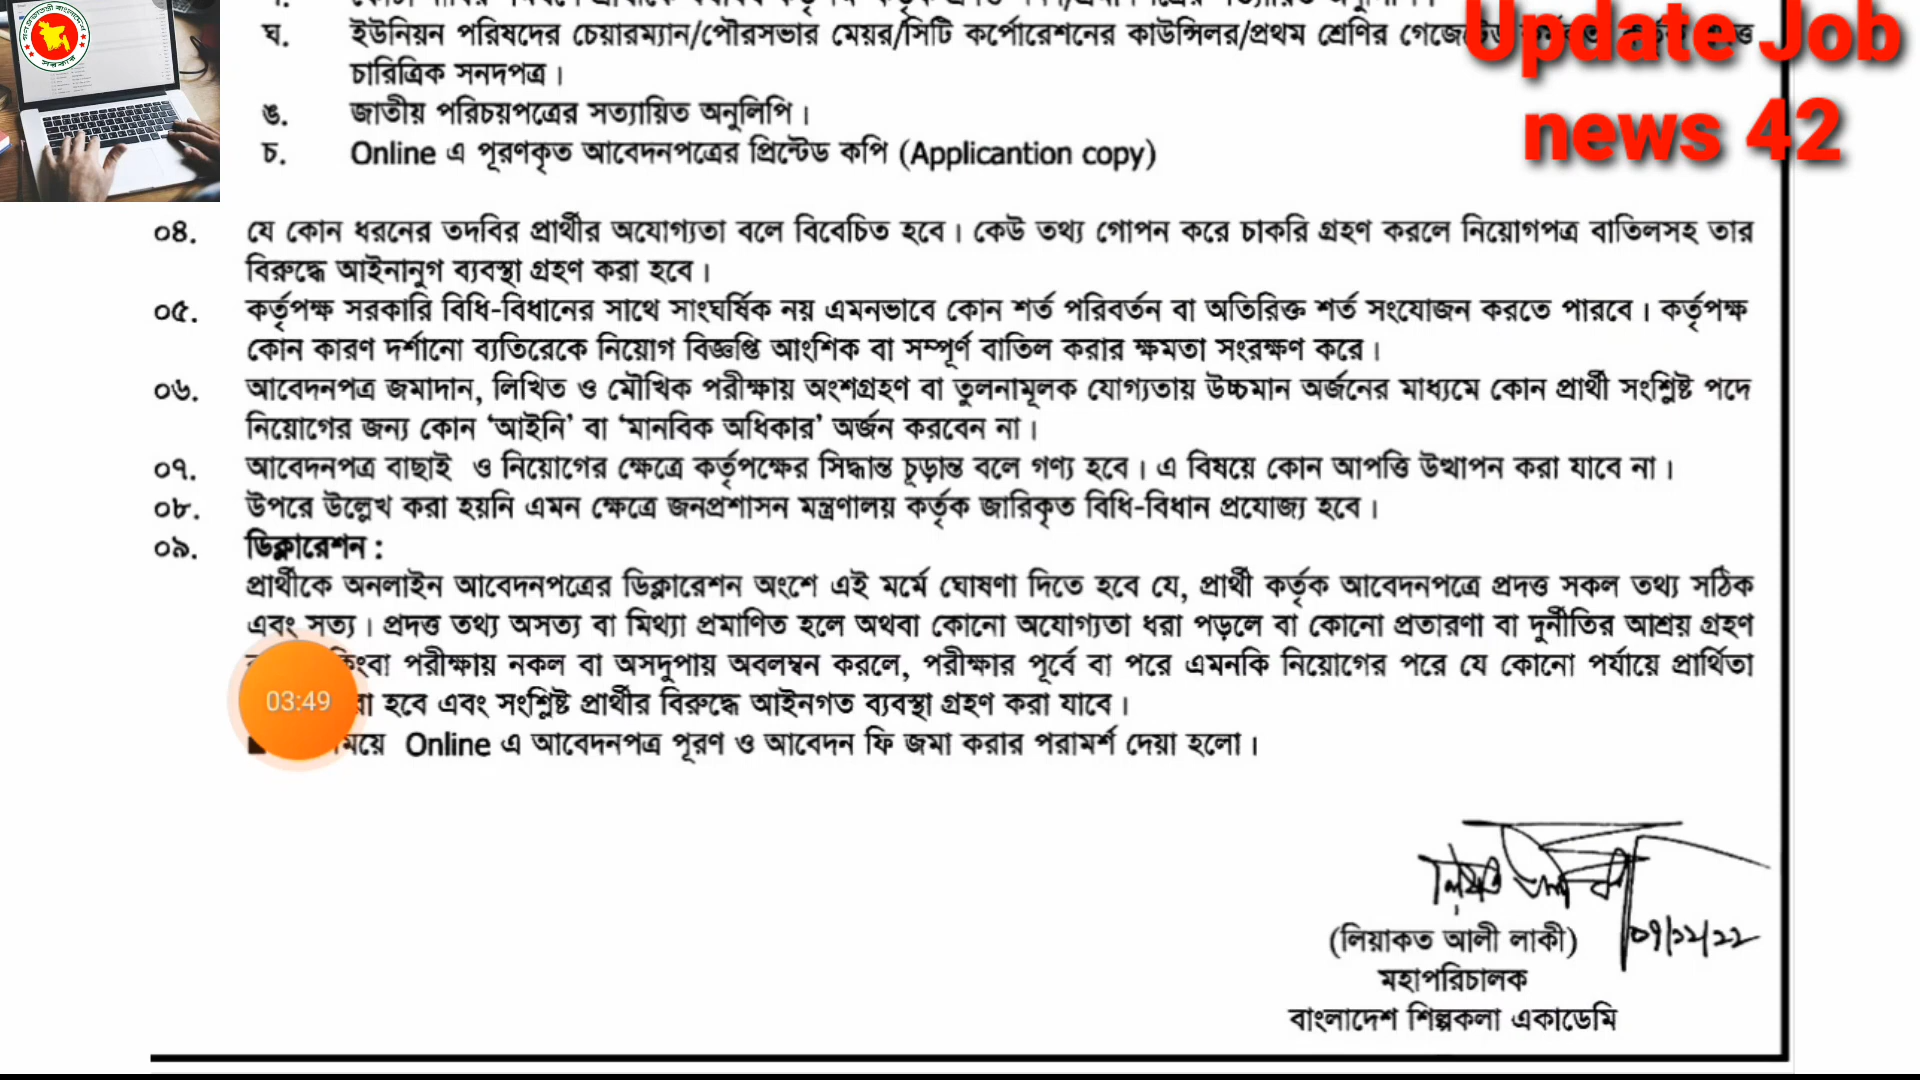 ঘ. ইউনিয়ন পরিষদের চেয়ারম্যান/পৌরসভার মেয়র/সিটি কর্পোরেশনের কাউন্সিলর/প্রথম শ্রেণির
Update Job
চারিত্রিক সনদপত্র।
ঙ. জাতীয় পরিচয়পত্রের সত্যায়িত অনুলিপি।
news 42
চ. Online এ পূরণকৃত আবেদনপত্রের প্রিন্টেড কপি (Applicantion copy)
০৪. যে কোন ধরনের তদবির প্রার্থীর অযোগ্যতা বলে বিবেচিত হবে। কেউ তথ্য গোপন করে চাকরি গ্রহণ করলে নিয়োগপত্র বাতিলসহ তার
বিরুদ্ধে আইনানুগ ব্যবস্থা গ্রহণ করা হবে।
০৫. কর্তৃপক্ষ সরকারি বিধি-বিধানের সাথে সাংঘর্ষিক নয় এমনভাবে কোন শর্ত পরিবর্তন বা অতিরিক্ত শর্ত সংযোজন করতে পারবে। কর্তৃপক্ষ
কোন কারণ দর্শানো ব্যতিরেকে নিয়োগ বিজ্ঞপ্তি আংশিক বা সম্পূর্ণ বাতিল করার ক্ষমতা সংরক্ষণ করে।
০৬. আবেদনপত্র জমাদান, লিখিত ও মৌখিক পরীক্ষায় অংশগ্রহণ বা তুলনামূলক যোগ্যতায় উচ্চমান অর্জনের মাধ্যমে কোন প্রার্থী সংশ্লিষ্ট পদে
নিয়োগের জন্য কোন ‘আইনি’ বা ‘মানবিক অধিকার’ অর্জন করবেন না।
০৭. আবেদনপত্র বাছাই ও নিয়োগের ক্ষেত্রে কর্তৃপক্ষের সিদ্ধান্ত চূড়ান্ত বলে গণ্য হবে। এ বিষয়ে কোন আপত্তি উত্থাপন করা যাবে না।
০৮. উপরে উল্লেখ করা হয়নি এমন ক্ষেত্রে জনপ্রশাসন মন্ত্রণালয় কর্তৃক জারিকৃত বিধি-বিধান প্রযোজ্য হবে।
০৯. ডিক্লারেশন :
প্রার্থীকে অনলাইন আবেদনপত্রের ডিক্লারেশন অংশে এই মর্মে ঘোষণা দিতে হবে যে, প্রার্থী কর্তৃক আবেদনপত্রে প্রদত্ত সকল তথ্য সঠিক
এবং সত্য। প্রদত্ত তথ্য অসত্য বা মিথ্যা প্রমাণিত হলে অথবা কোনো অযোগ্যতা ধরা পড়লে বা কোনো প্রতারণা বা দুর্নীতির আশ্রয় গ্রহণ
কিংবা পরীক্ষায় নকল বা অসদুপায় অবলম্বন করলে, পরীক্ষার পূর্বে বা পরে এমনকি নিয়োগের পরে যে কোনো পর্যায়ে প্রার্থিতা
03:49
হবে এবং সংশ্লিষ্ট প্রার্থীর বিরুদ্ধে আইনগত ব্যবস্থা গ্রহণ করা যাবে।
Online এ আবেদনপত্র পূরণ ও আবেদন ফি জমা করার পরামর্শ দেয়া হলো।
০৭/১২/২২
(লিয়াকত আলী লাকী)
মহাপরিচালক
বাংলাদেশ শিল্পকলা একাডেমি